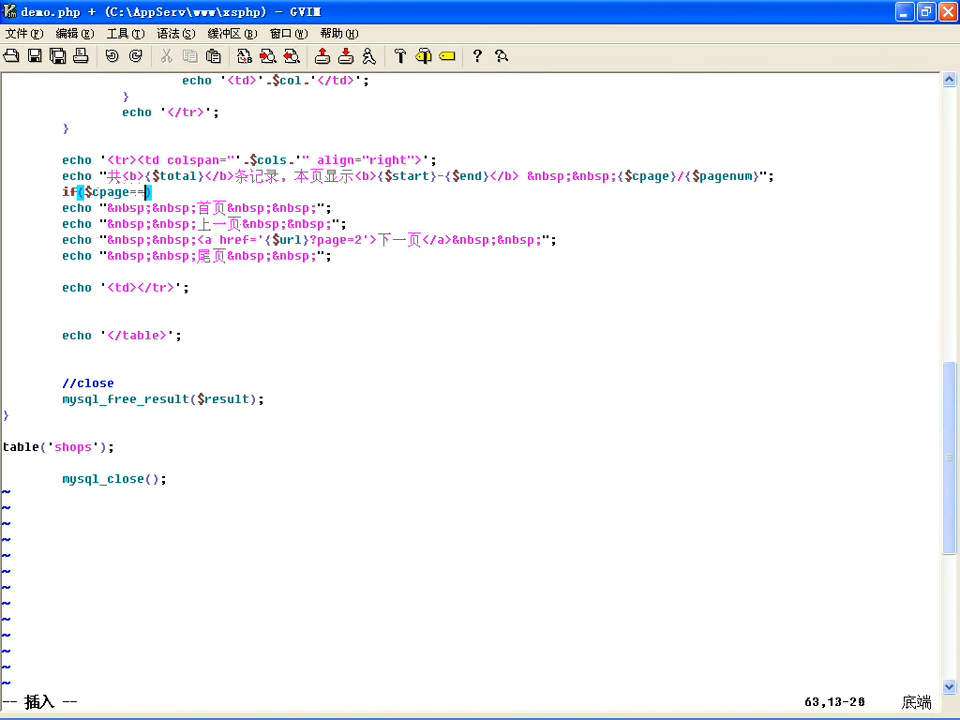 demo.php + (C:\AppServ\www\xsphp) - GVIM
文件(F) 编辑(E) 工具(T) 语法(S) 缓冲区(B) 窗口(W) 帮助(H)
echo '<td>'.$col.'</td>';
}
echo '</tr>';
}
echo '<tr><td colspan="'.$cols.'" align="right">';
echo "共<b>{$total}</b>条记录，本页显示<b>{$start}-{$end}</b> &nbsp;&nbsp;{$cpage}/{$pagenum}";
if($cpage==)
echo "&nbsp;&nbsp;首页&nbsp;&nbsp;";
echo "&nbsp;&nbsp;上一页&nbsp;&nbsp;";
echo "&nbsp;&nbsp;<a href='{$url}?page=2'>下一页</a>&nbsp;&nbsp;";
echo "&nbsp;&nbsp;尾页&nbsp;&nbsp;";
echo '<td></tr>';
echo '</table>';
//close
mysql_free_result($result);
}
table('shops');
mysql_close();
~
~
~
~
~
~
~
~
~
~
~
~
~
-- 插入 -- 63,13-20 底端